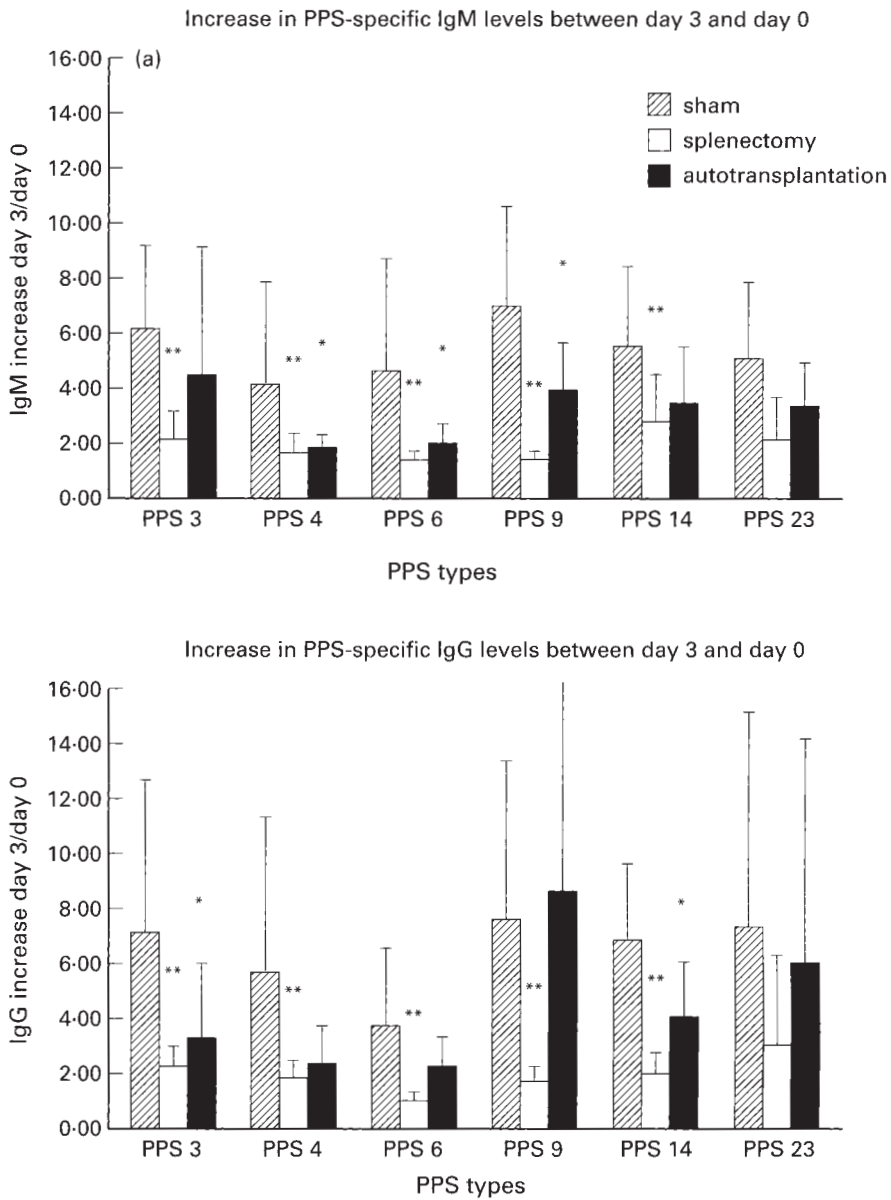 Increase in PPS-specific IgM levels between day 3 and day 0
(a)
IgM increase day 3/day 0
16·00
14·00
12·00
10·00
8·00
6·00
4·00
2·00
0·00
sham
splenectomy
autotransplantation
**
** *
** *
** *
**
PPS 3 PPS 4 PPS 6 PPS 9 PPS 14 PPS 23
PPS types
Increase in PPS-specific IgG levels between day 3 and day 0
IgG increase day 3/day 0
16·00
14·00
12·00
10·00
8·00
6·00
4·00
2·00
0·00
** *
**
**
**
** *
PPS 3 PPS 4 PPS 6 PPS 9 PPS 14 PPS 23
PPS types